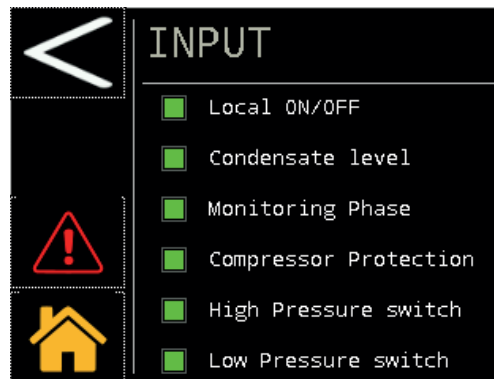 INPUT
Local ON/OFF
Condensate level
Monitoring Phase
Compressor Protection
High Pressure switch
Low Pressure switch